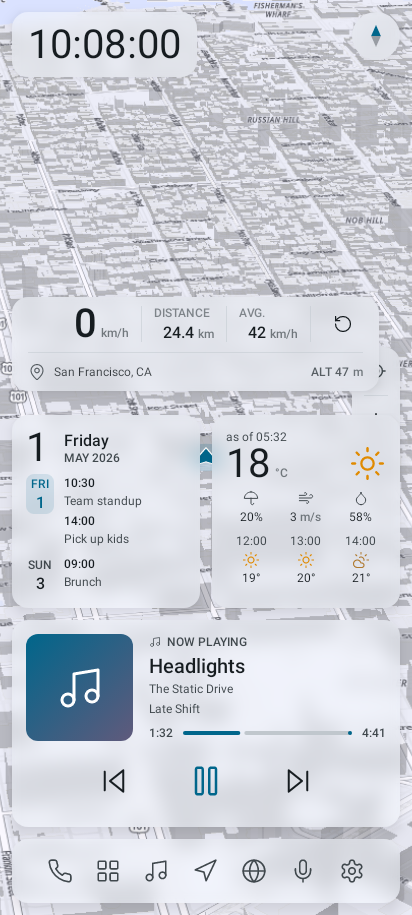 FISHERMAN'S
WHARF
10:08:00
RUSSIAN HILL
NOB HILL
0 km/h
DISTANCE
24.4 km
AVG.
42 km/h
San Francisco, CA
ALT 47 m
101
101
1
Friday
MAY 2026
FRI
1
10:30
Team standup
14:00
Pick up kids
SUN
3
09:00
Brunch
as of 05:32
18 °C
20%
3 m/s
58%
12:00
13:00
14:00
19°
20°
21°
NOW PLAYING
Headlights
The Static Drive
Late Shift
1:32
4:41
101